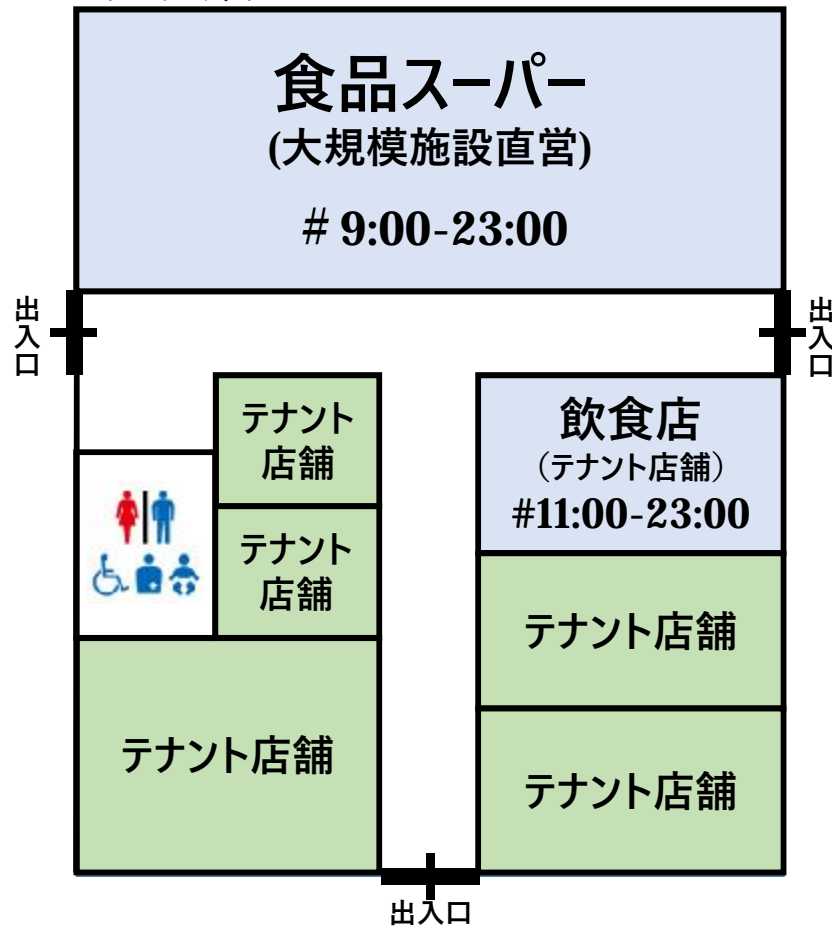 食品スーパー
(大規模施設直営)
# 9:00-23:00
出入口
出入口
テナント
店舗
飲食店
（テナント店舗）
#11:00-23:00
テナント
店舗
テナント店舗
テナント店舗
テナント店舗
出入口